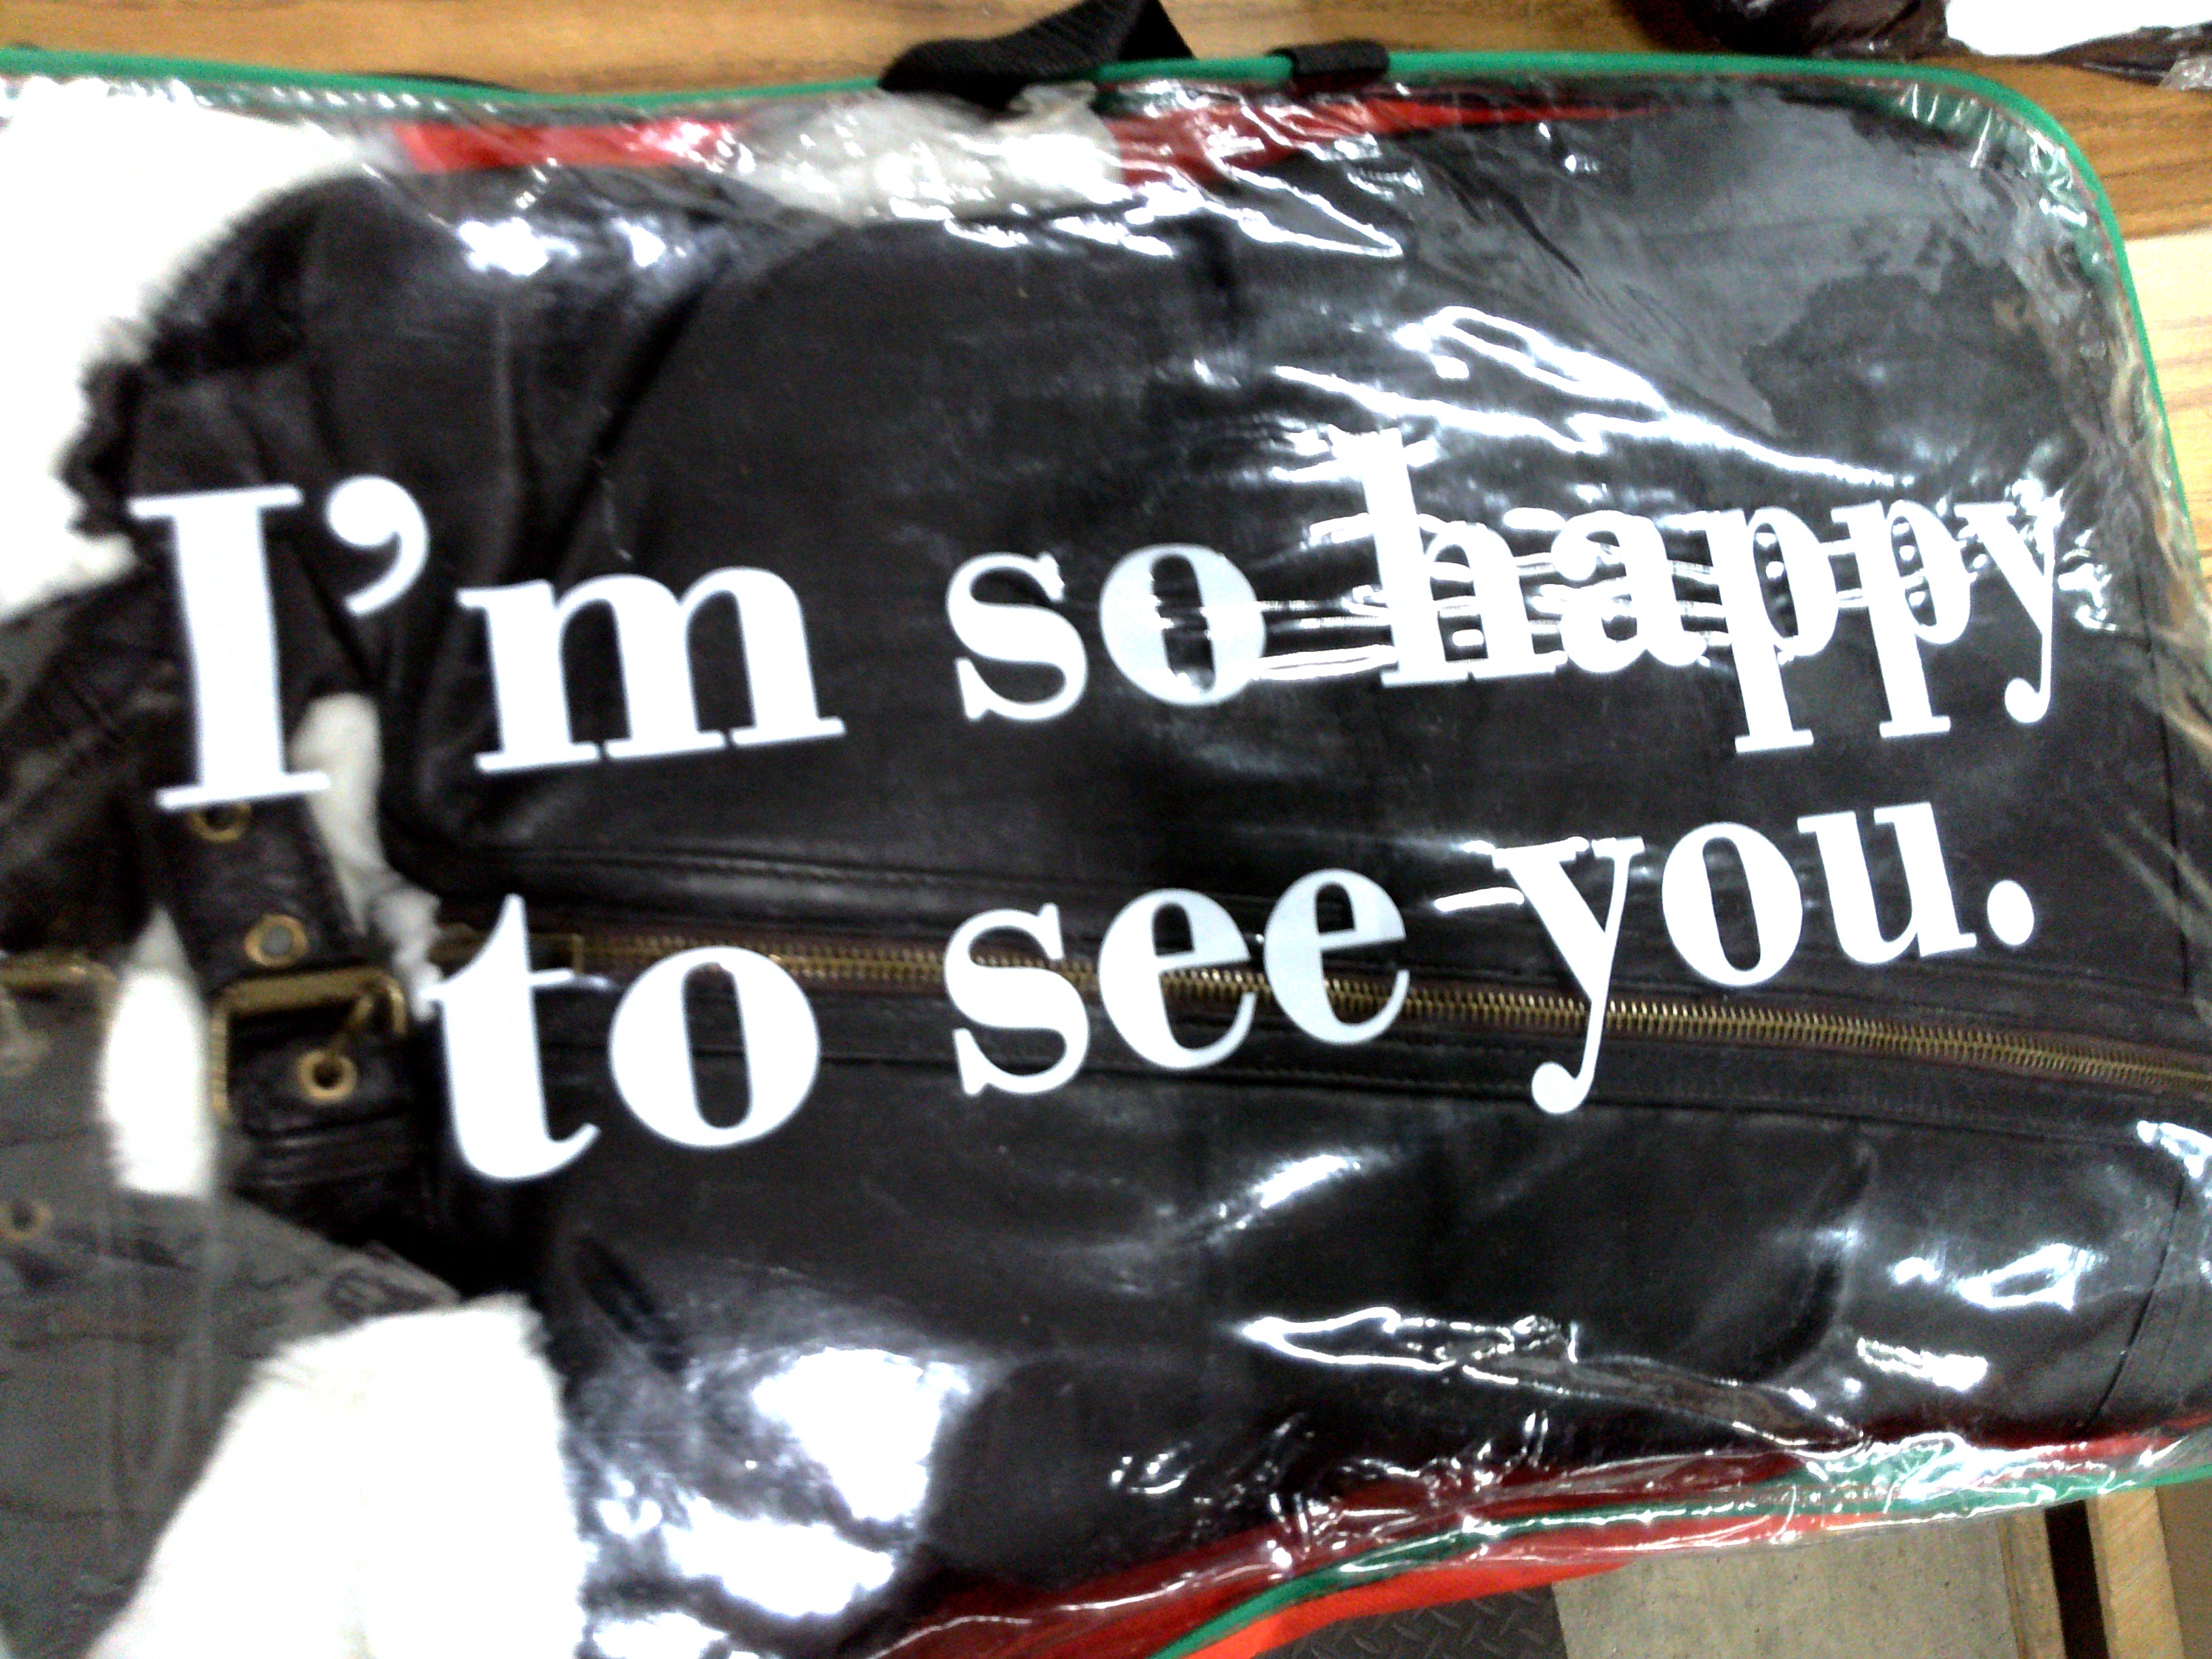 I'm so happy
to see you.